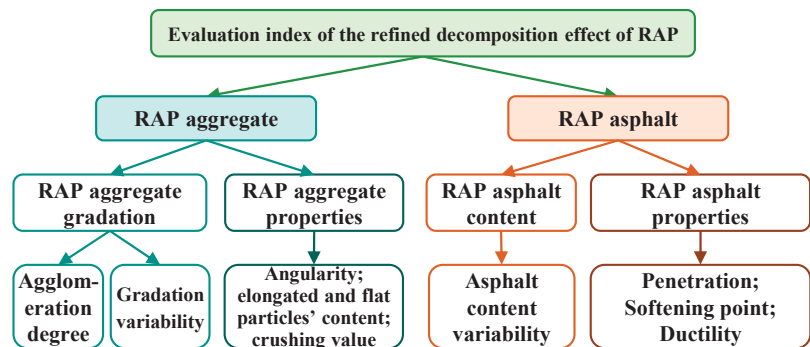 Evaluation index of the refined decomposition effect of RAP
RAP aggregate
RAP asphalt
RAP aggregate
gradation
RAP aggregate
properties
RAP asphalt
content
RAP asphalt
properties
Agglom-
eration
degree
Gradation
variability
Angularity;
elongated and flat
particles' content;
crushing value
Asphalt
content
variability
Penetration;
Softening point;
Ductility